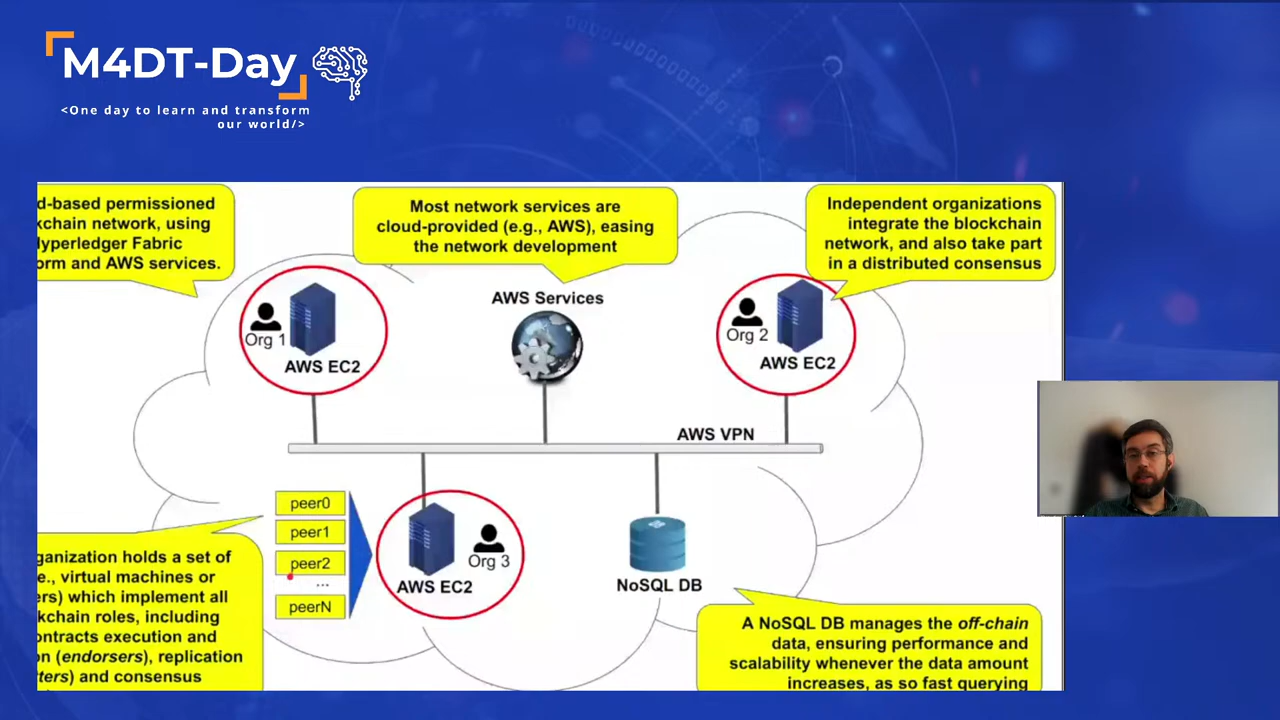 M4DT-Day
<One day to learn and transform
our world/>
d-based permissioned
kchain network, using
yperledger Fabric
orm and AWS services.
Most network services are
cloud-provided (e.g., AWS), easing
the network development
Independent organizations
integrate the blockchain
network, and also take part
in a distributed consensus
Org 1
AWS EC2
AWS Services
Org 2
AWS EC2
AWS VPN
peer0
peer1
peer2
...
peerN
AWS EC2
Org 3
NoSQL DB
ganization holds a set of
e., virtual machines or
ers) which implement all
kchain roles, including
ontracts execution and
n (endorsers), replication
tters) and consensus
A NoSQL DB manages the off-chain
data, ensuring performance and
scalability whenever the data amount
increases, as so fast querying